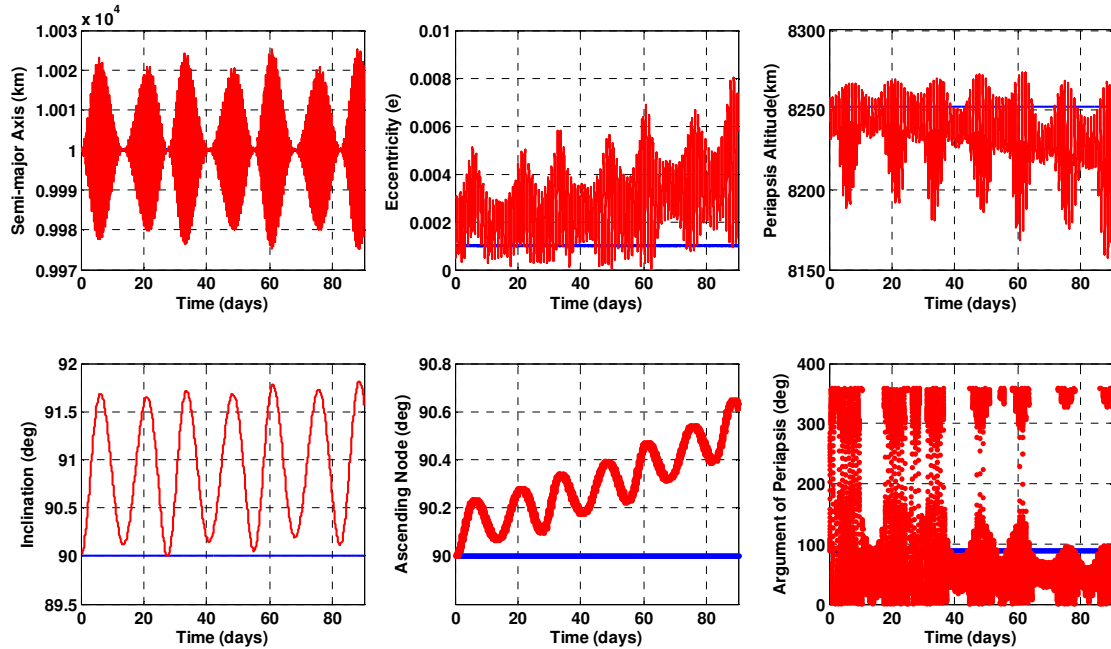 x 10^4
1.003
1.002
1.001
1
0.999
0.998
0.997
0 20 40 60 80
Time (days)
Semi-major Axis (km)
0.01
0.008
0.006
0.004
0.002
0
0 20 40 60 80
Time (days)
Eccentricity (e)
8300
8250
8200
8150
0 20 40 60 80
Time (days)
Periapsis Altitude(km)
92
91.5
91
90.5
90
89.5
0 20 40 60 80
Time (days)
Inclination (deg)
90.8
90.6
90.4
90.2
90
0 20 40 60 80
Time (days)
Ascending Node (deg)
400
300
200
100
0
0 20 40 60 80
Time (days)
Argument of Periapsis (deg)